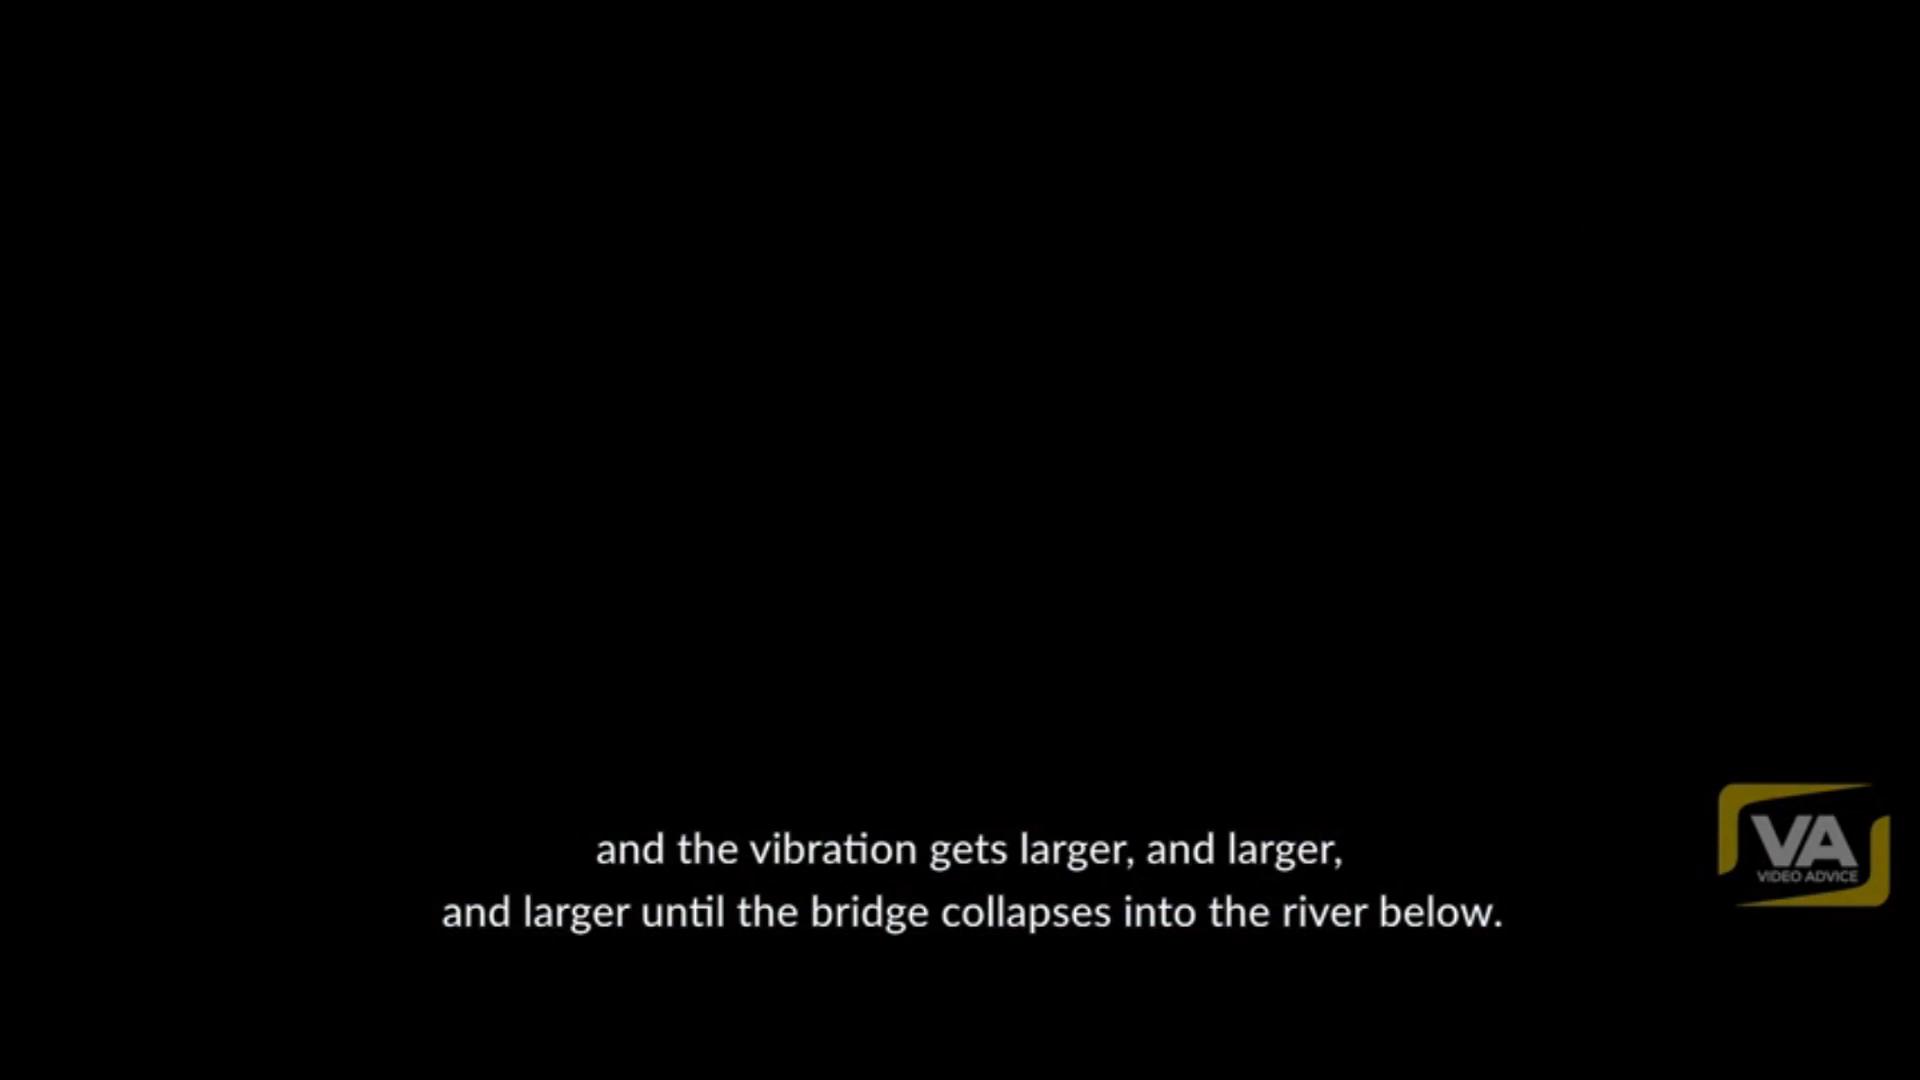 and the vibration gets larger, and larger,
and larger until the bridge collapses into the river below.
VA
VIDEO ADVICE